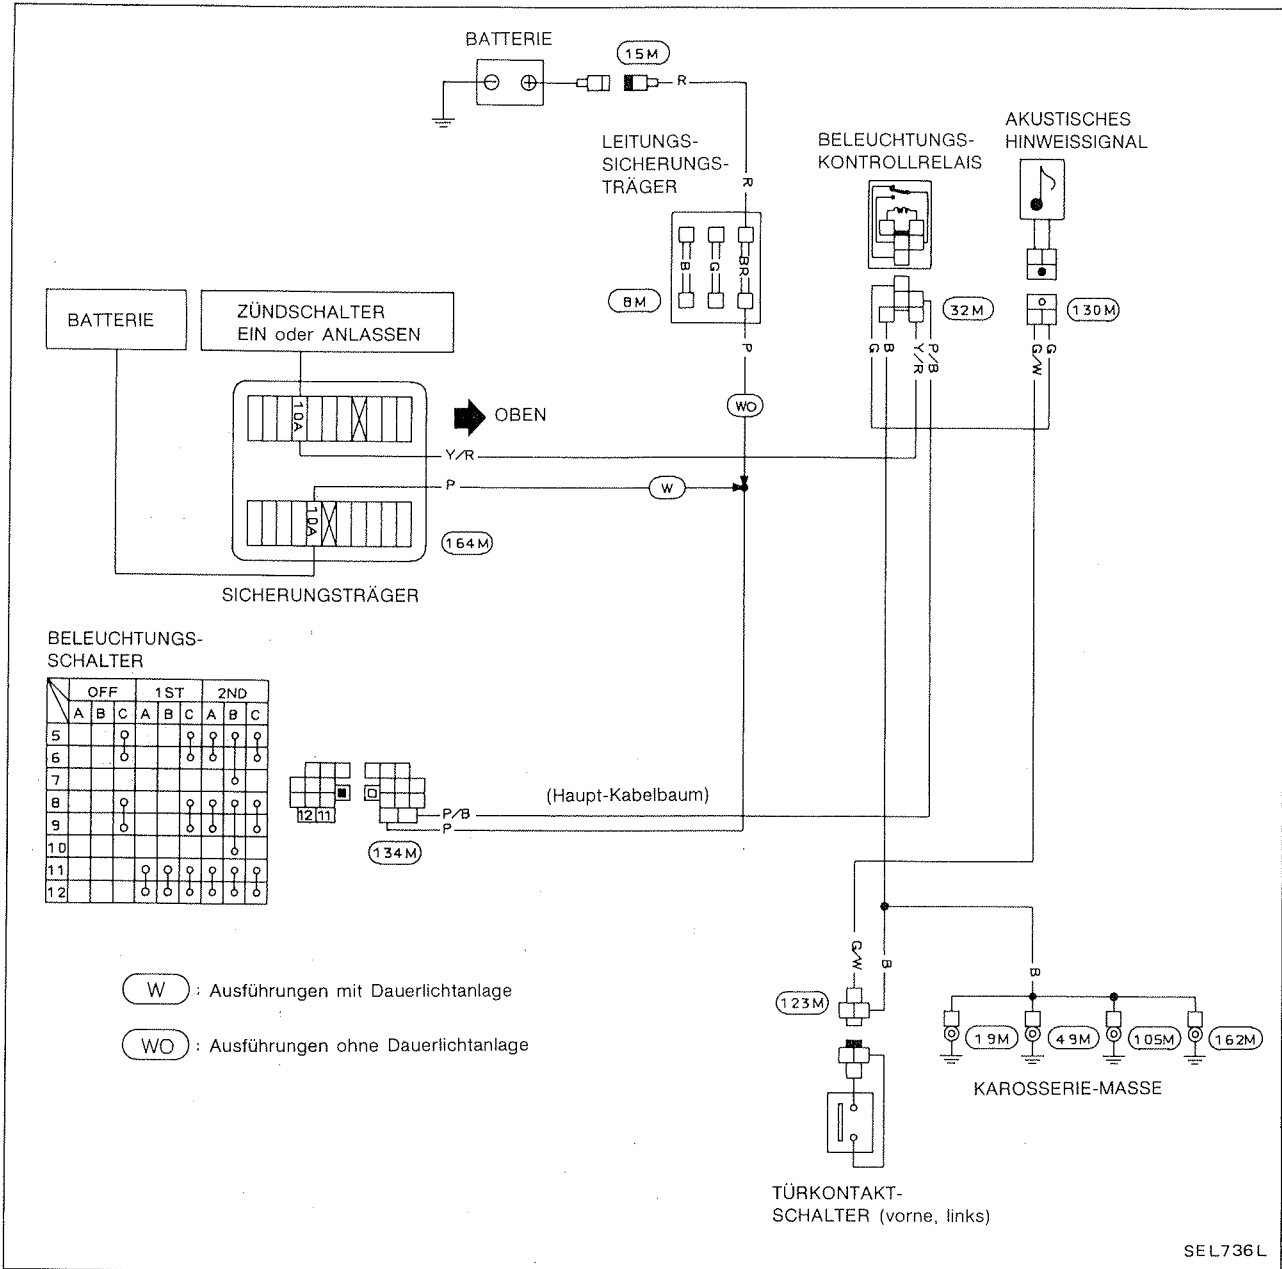 BATTERIE
15M
R
AKUSTISCHES
HINWEISSIGNAL
BELEUCHTUNGS-
KONTROLLRELAIS
LEITUNGS-
SICHERUNGS-
TRÄGER
R
B
G
BR
8M
32M
130M
G
B
Y/R
P/B
G/W
G
P
BATTERIE
ZÜNDSCHALTER
EIN oder ANLASSEN
WO
10A
OBEN
Y/R
P
W
10A
164M
SICHERUNGSTRÄGER
BELEUCHTUNGS-
SCHALTER
OFF 1ST 2ND
A B C A B C A B C
5
6
7
8
9
10
11
12
12 11
(Haupt-Kabelbaum)
P/B
P
134M
G/W
B
B
W : Ausführungen mit Dauerlichtanlage
123M
WO : Ausführungen ohne Dauerlichtanlage
19M
49M
105M
162M
KAROSSERIE-MASSE
TÜRKONTAKT-
SCHALTER (vorne, links)
SEL736L